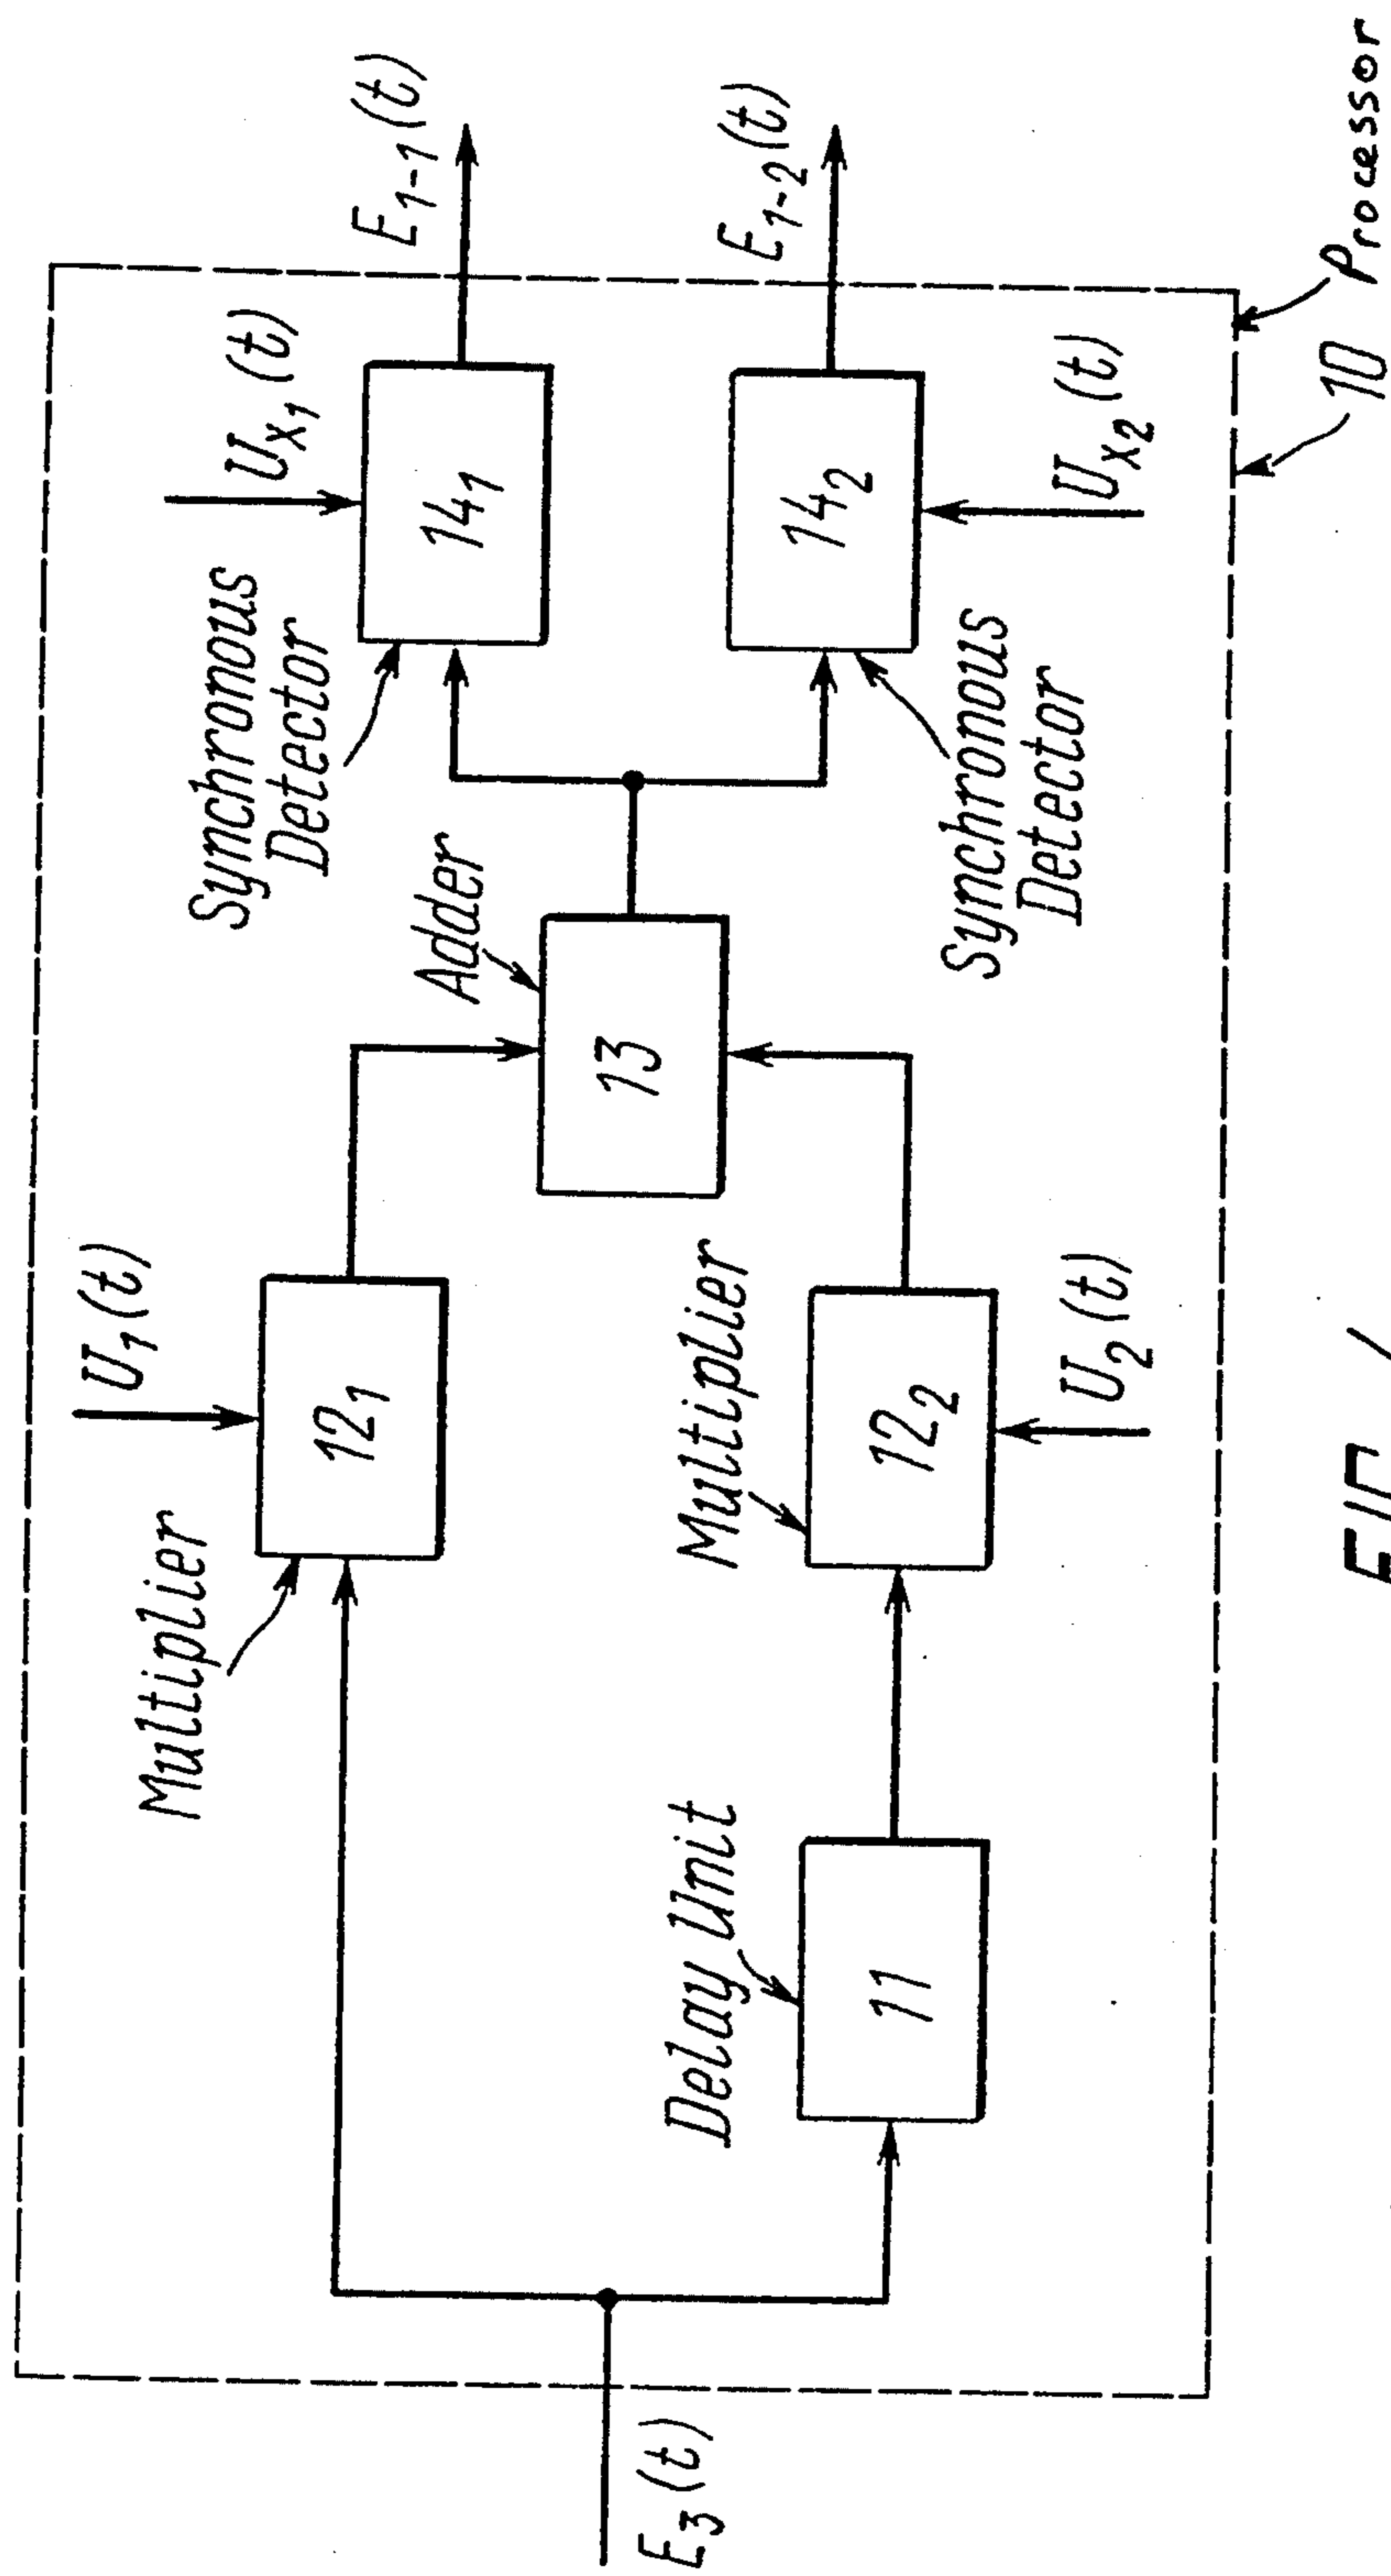 E₃(t)
Delay Unit
11
Multiplier
12₁
U₁(t)
Multiplier
12₂
U₂(t)
Adder
13
Synchronous
Detector
14₁
Uₓ₁(t)
Synchronous
Detector
14₂
Uₓ₂(t)
E₁₋₁(t)
E₁₋₂(t)
10
Processor